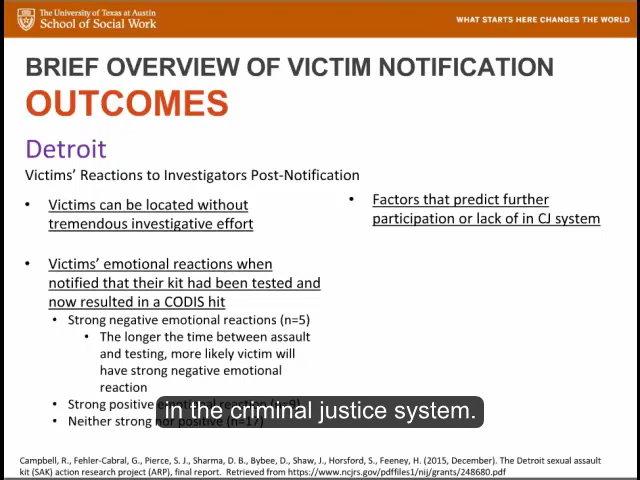 The University of Texas at Austin
School of Social Work
WHAT STARTS HERE CHANGES THE WORLD
BRIEF OVERVIEW OF VICTIM NOTIFICATION
OUTCOMES
Detroit
Victims' Reactions to Investigators Post-Notification
• Victims can be located without
tremendous investigative effort
• Victims' emotional reactions when
notified that their kit had been tested and
now resulted in a CODIS hit
• Strong negative emotional reactions (n=5)
• The longer the time between assault
and testing, more likely victim will
have strong negative emotional
reaction
• Strong positive emotional reaction (n=9)
• Neither strong nor positive (n=17)
• Factors that predict further
participation or lack of in CJ system
in the criminal justice system.
Campbell, R., Fehler-Cabral, G., Pierce, S. J., Sharma, D. B., Bybee, D., Shaw, J., Horsford, S., Feeney, H. (2015, December). The Detroit sexual assault
kit (SAK) action research project (ARP), final report. Retrieved from https://www.ncjrs.gov/pdffiles1/nij/grants/248680.pdf